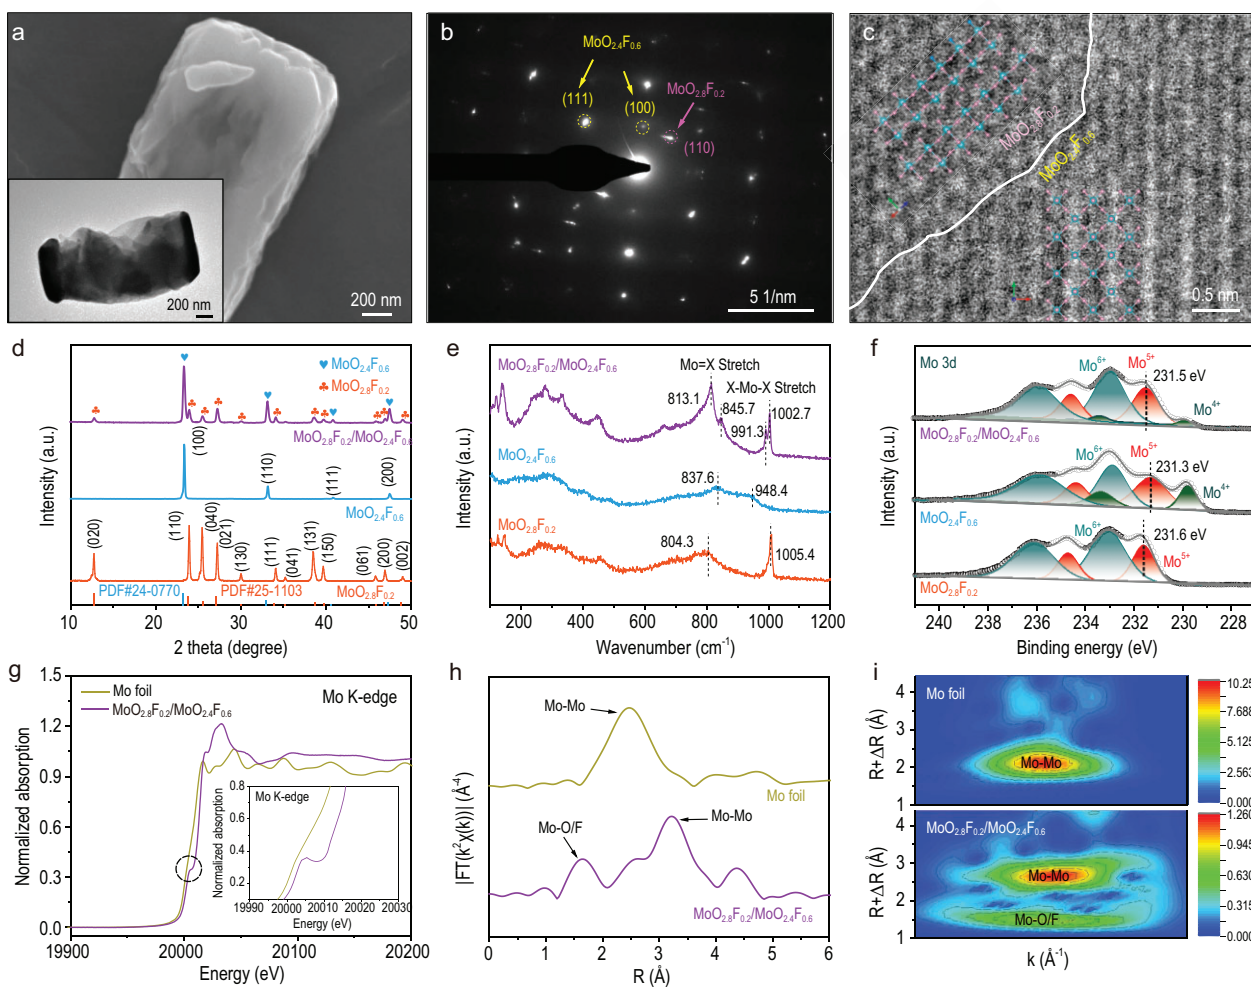 a
200 nm
200 nm
b
MoO2.4F0.6
MoO2.8F0.2
(111)
(100)
(110)
5 1/nm
c
MoO2.8F0.2
MoO2.4F0.6
0.5 nm
d
♥ MoO2.4F0.6
♣ MoO2.8F0.2
MoO2.8F0.2/MoO2.4F0.6
(100)
(110)
(111)
(200)
MoO2.4F0.6
(020)
(110)
(040)
(021)
(130)
(111)
(041)
(131)
(150)
(061)
(200)
(002)
PDF#24-0770
PDF#25-1103
MoO2.8F0.2
10 20 30 40 50
2 theta (degree)
Intensity (a.u.)
e
MoO2.8F0.2/MoO2.4F0.6
Mo=X Stretch
X-Mo-X Stretch
813.1
845.7
991.3
1002.7
MoO2.4F0.6
837.6
948.4
MoO2.8F0.2
804.3
1005.4
200 400 600 800 1000 1200
Wavenumber (cm-1)
Intensity (a.u.)
f
Mo 3d
Mo6+
Mo5+
231.5 eV
Mo4+
MoO2.8F0.2/MoO2.4F0.6
Mo6+
Mo5+
231.3 eV
Mo4+
MoO2.4F0.6
Mo6+
231.6 eV
Mo5+
MoO2.8F0.2
240 238 236 234 232 230 228
Binding energy (eV)
Intensity (a.u.)
g
Mo foil
MoO2.8F0.2/MoO2.4F0.6
Mo K-edge
1.5
1.2
0.9
0.6
0.3
0.0
19900 20000 20100 20200
Energy (eV)
Normalized absorption
Mo K-edge
0.8
0.6
0.4
0.2
19990 20000 20010 20020 20030
Energy (eV)
Normalized absorption
h
Mo-Mo
Mo foil
Mo-O/F
Mo-Mo
MoO2.8F0.2/MoO2.4F0.6
0 1 2 3 4 5 6
R (Å)
|FT(k2χ(k))| (Å-4)
i
Mo foil
Mo-Mo
4
3
2
1
R+ΔR (Å)
10.25
7.688
5.125
2.563
0.000
MoO2.8F0.2/MoO2.4F0.6
Mo-Mo
Mo-O/F
4
3
2
1
R+ΔR (Å)
1.260
0.945
0.630
0.315
0.000
k (Å-1)